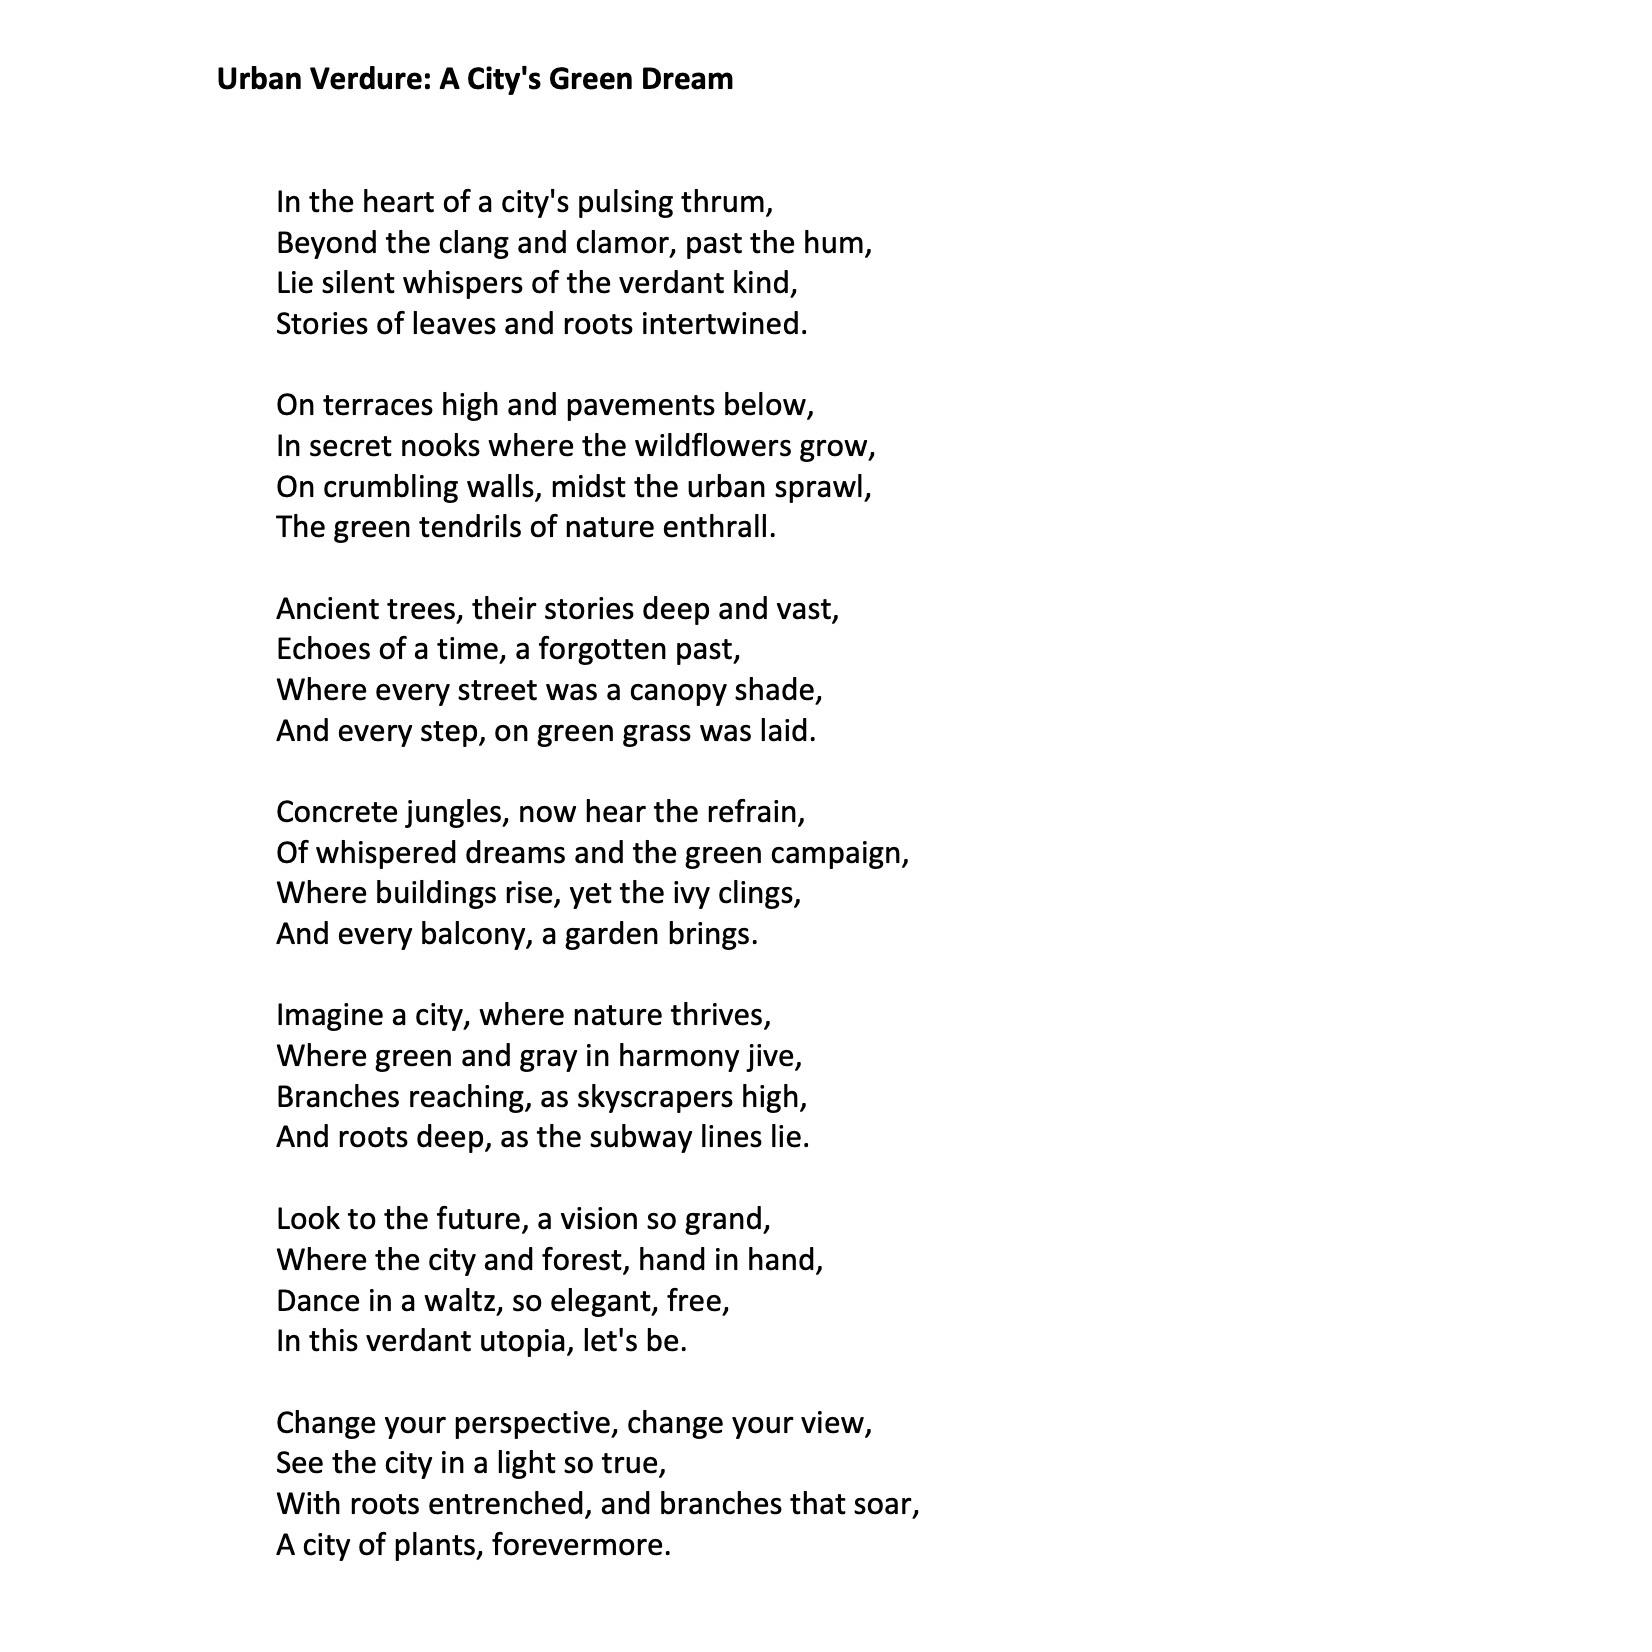 Urban Verdure: A City's Green Dream
In the heart of a city's pulsing thrum,
Beyond the clang and clamor, past the hum,
Lie silent whispers of the verdant kind,
Stories of leaves and roots intertwined.
On terraces high and pavements below,
In secret nooks where the wildflowers grow,
On crumbling walls, midst the urban sprawl,
The green tendrils of nature enthrall.
Ancient trees, their stories deep and vast,
Echoes of a time, a forgotten past,
Where every street was a canopy shade,
And every step, on green grass was laid.
Concrete jungles, now hear the refrain,
Of whispered dreams and the green campaign,
Where buildings rise, yet the ivy clings,
And every balcony, a garden brings.
Imagine a city, where nature thrives,
Where green and gray in harmony jive,
Branches reaching, as skyscrapers high,
And roots deep, as the subway lines lie.
Look to the future, a vision so grand,
Where the city and forest, hand in hand,
Dance in a waltz, so elegant, free,
In this verdant utopia, let's be.
Change your perspective, change your view,
See the city in a light so true,
With roots entrenched, and branches that soar,
A city of plants, forevermore.